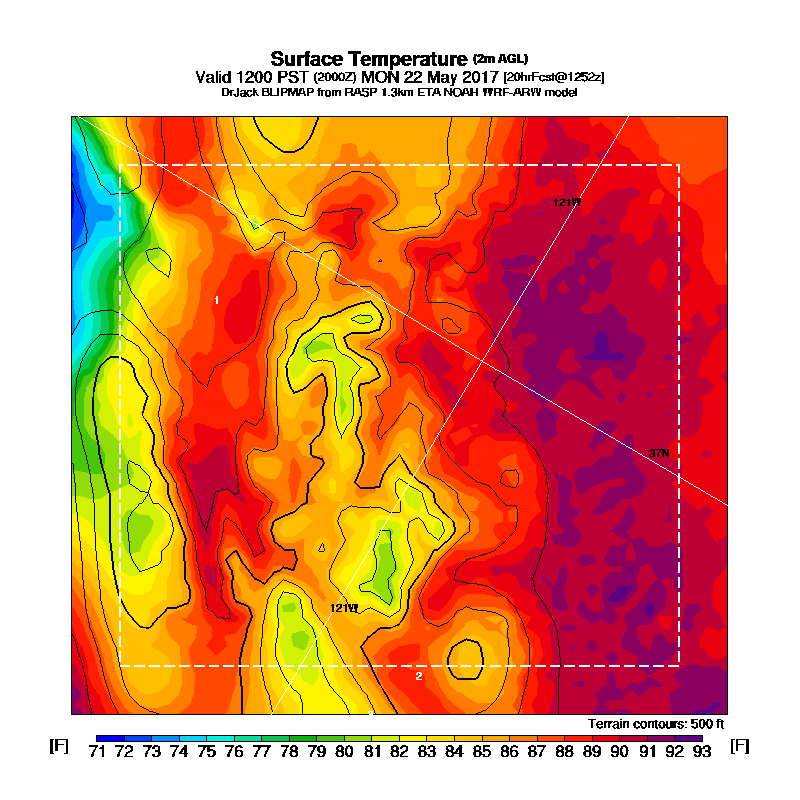 Surface Temperature (2m AGL)
Valid 1200 PST (2000Z) MON 22 May 2017 [20hrFcst@1252z]
DrJack BLIPMAP from RASP 1.3km ETA NOAH WRF-ARW model
121W
1
37N
121W
2
Terrain contours: 500 ft
[F] 71 72 73 74 75 76 77 78 79 80 81 82 83 84 85 86 87 88 89 90 91 92 93 [F]